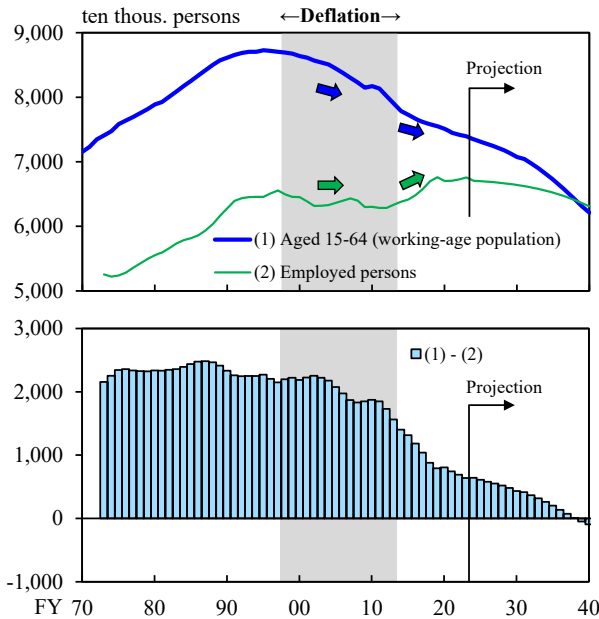 ten thous. persons
←Deflation→
9,000
8,000
7,000
6,000
5,000
Projection
(1) Aged 15-64 (working-age population)
(2) Employed persons
3,000
2,000
1,000
0
-1,000
(1) - (2)
Projection
FY 70 80 90 00 10 20 30 40